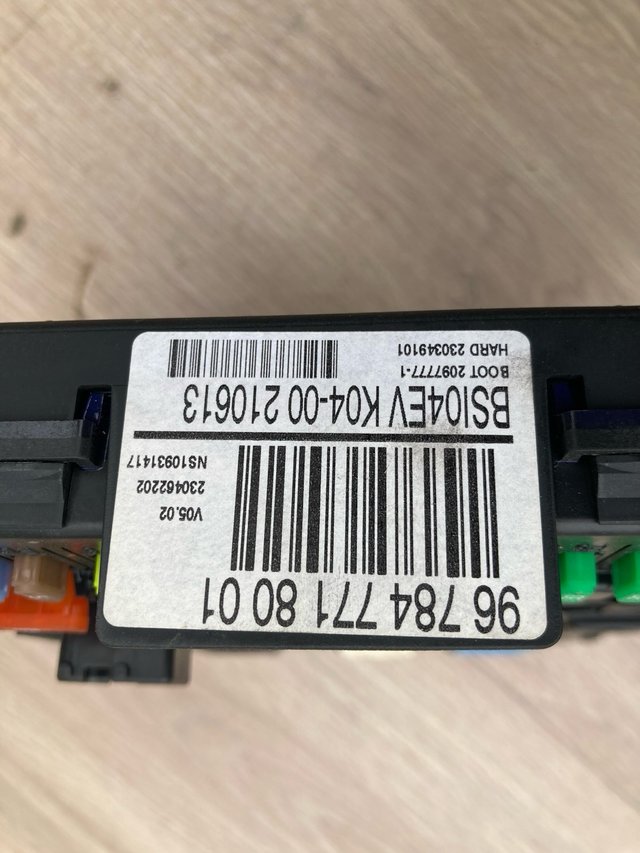 96 784 771 80 01
V05.02
230462202
NS10931417
BSI04EV K04-00 210613
BOOT 2097777-1
HARD 230349101